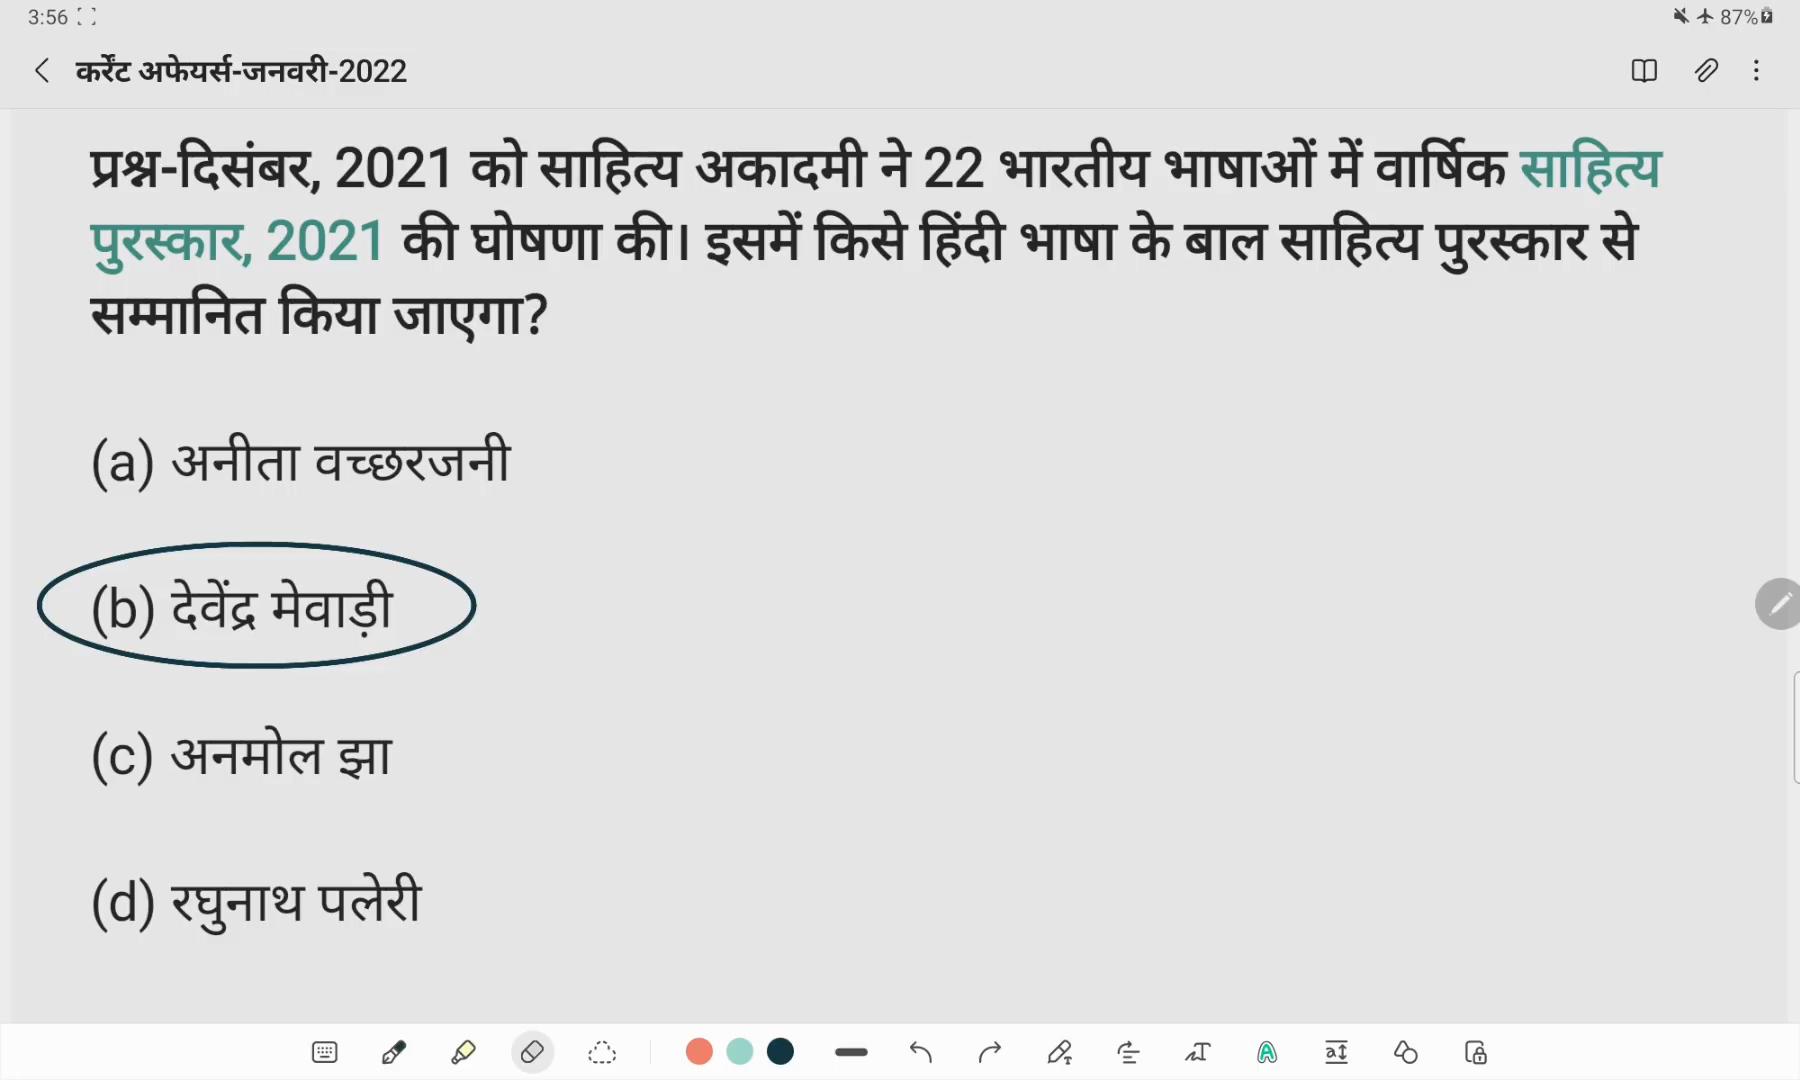 3:56
87%
करेंट अफेयर्स-जनवरी-2022
प्रश्न-दिसंबर, 2021 को साहित्य अकादमी ने 22 भारतीय भाषाओं में वार्षिक साहित्य
पुरस्कार, 2021 की घोषणा की। इसमें किसे हिंदी भाषा के बाल साहित्य पुरस्कार से
सम्मानित किया जाएगा?
(a) अनीता वच्छरजनी
(b) देवेंद्र मेवाड़ी
(c) अनमोल झा
(d) रघुनाथ पलेरी